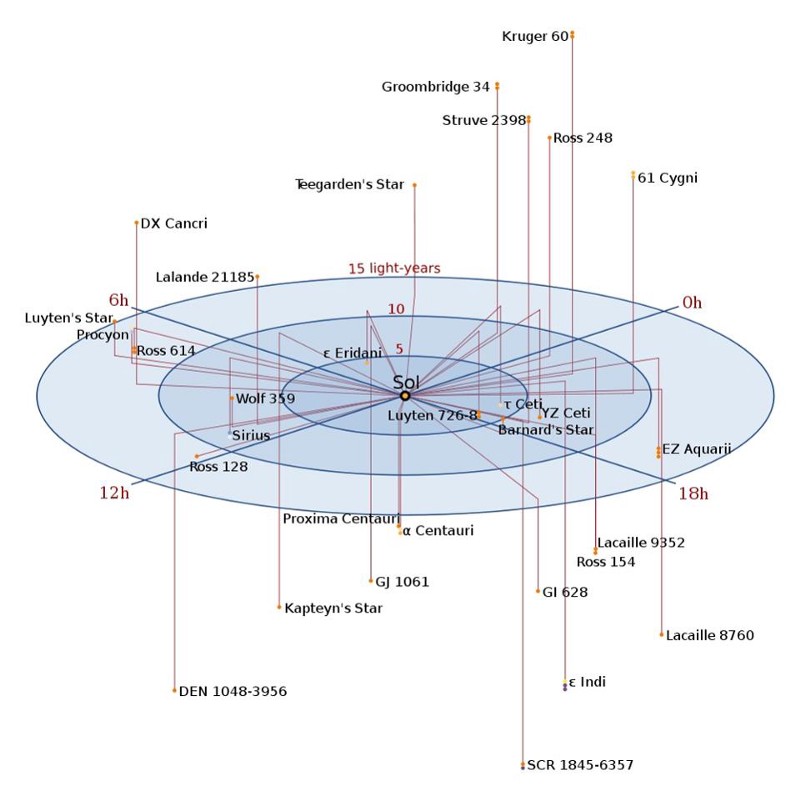 Kruger 60
Groombridge 34
Struve 2398
Ross 248
61 Cygni
Teegarden's Star
DX Cancri
15 light-years
Lalande 21185
6h
0h
10
Luyten's Star
Procyon
Ross 614
5
ε Eridani
Sol
Wolf 359
τ Ceti
Luyten 726-8
YZ Ceti
Barnard's Star
Sirius
EZ Aquarii
Ross 128
12h
18h
Proxima Centauri
α Centauri
Lacaille 9352
Ross 154
GJ 1061
GI 628
Kapteyn's Star
Lacaille 8760
ε Indi
DEN 1048-3956
SCR 1845-6357